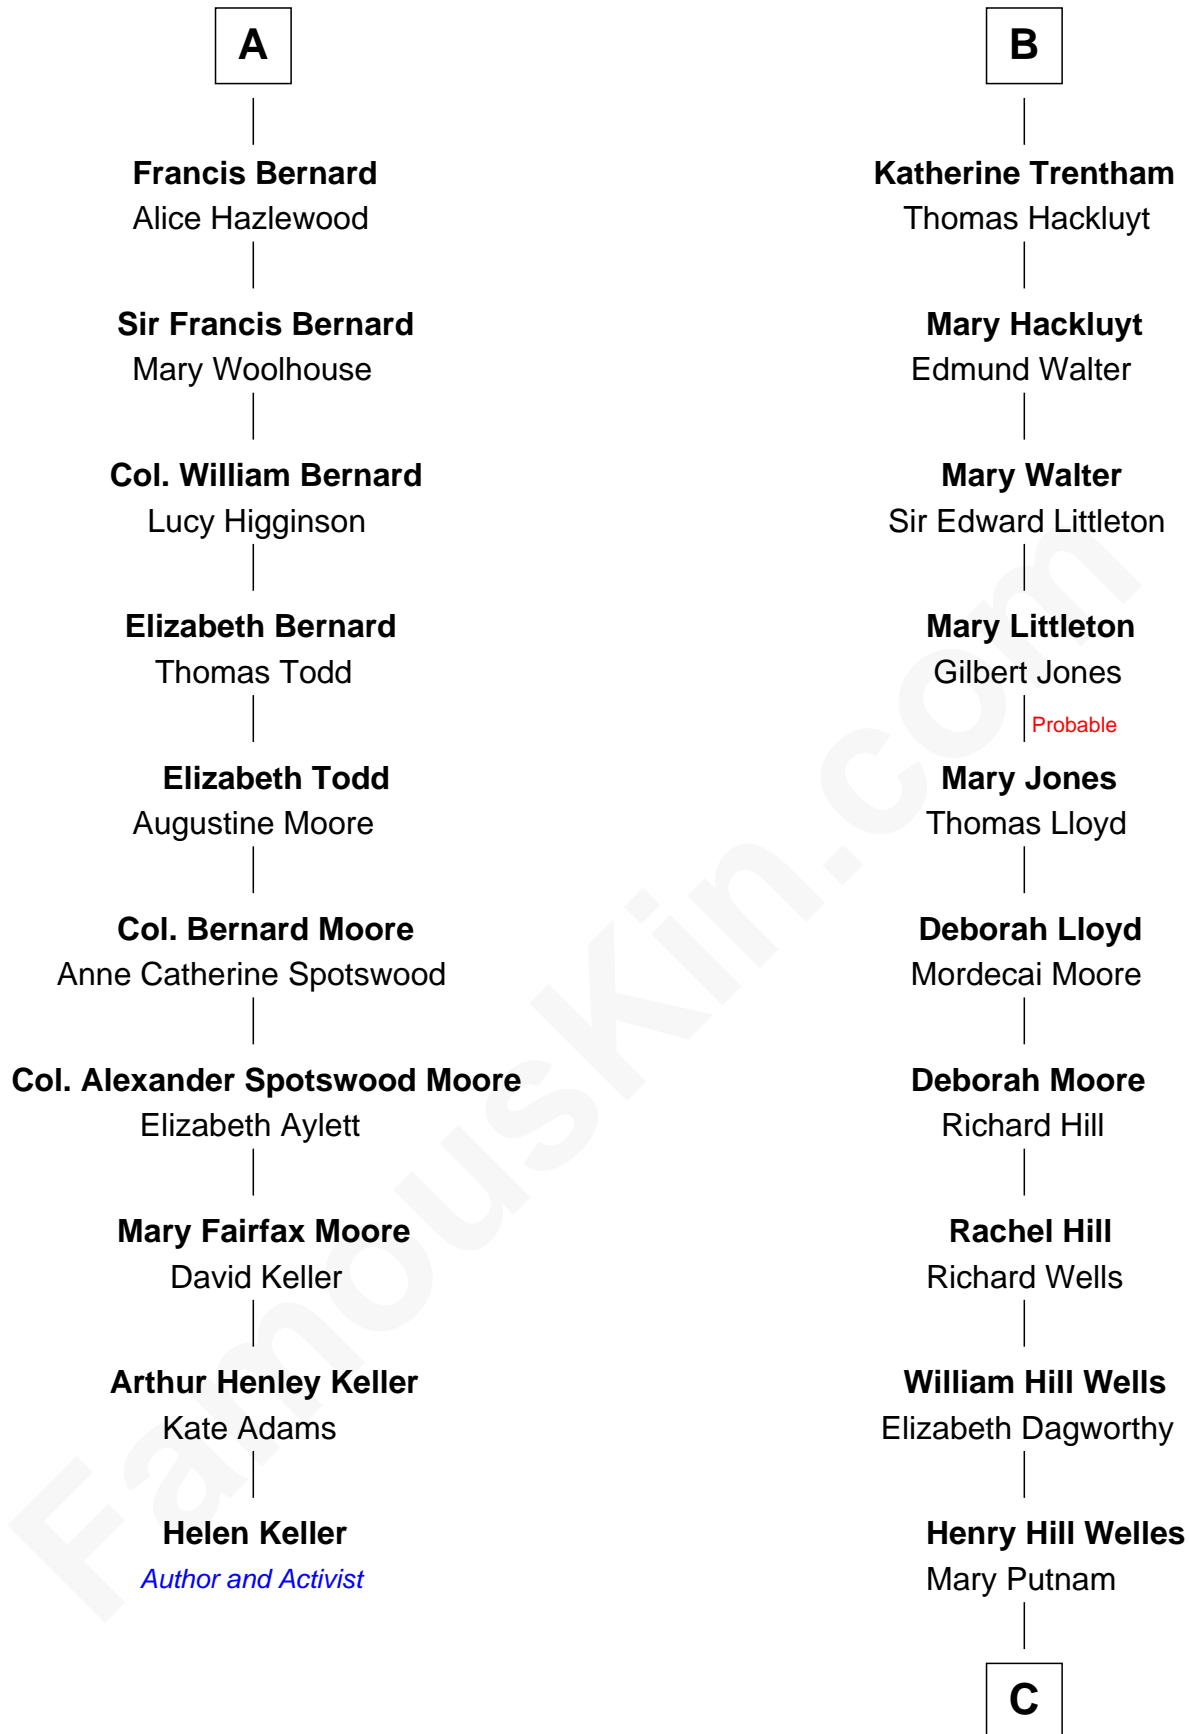 A
Francis Bernard
Alice Hazlewood
Sir Francis Bernard
Mary Woolhouse
Col. William Bernard
Lucy Higginson
Elizabeth Bernard
Thomas Todd
Elizabeth Todd
Augustine Moore
Col. Bernard Moore
Anne Catherine Spotswood
Col. Alexander Spotswood Moore
Elizabeth Aylett
Mary Fairfax Moore
David Keller
Arthur Henley Keller
Kate Adams
Helen Keller
Author and Activist
B
Katherine Trentham
Thomas Hackluyt
Mary Hackluyt
Edmund Walter
Mary Walter
Sir Edward Littleton
Mary Littleton
Gilbert Jones
Probable
Mary Jones
Thomas Lloyd
Deborah Lloyd
Mordecai Moore
Deborah Moore
Richard Hill
Rachel Hill
Richard Wells
William Hill Wells
Elizabeth Dagworthy
Henry Hill Welles
Mary Putnam
C
FamousKin.com